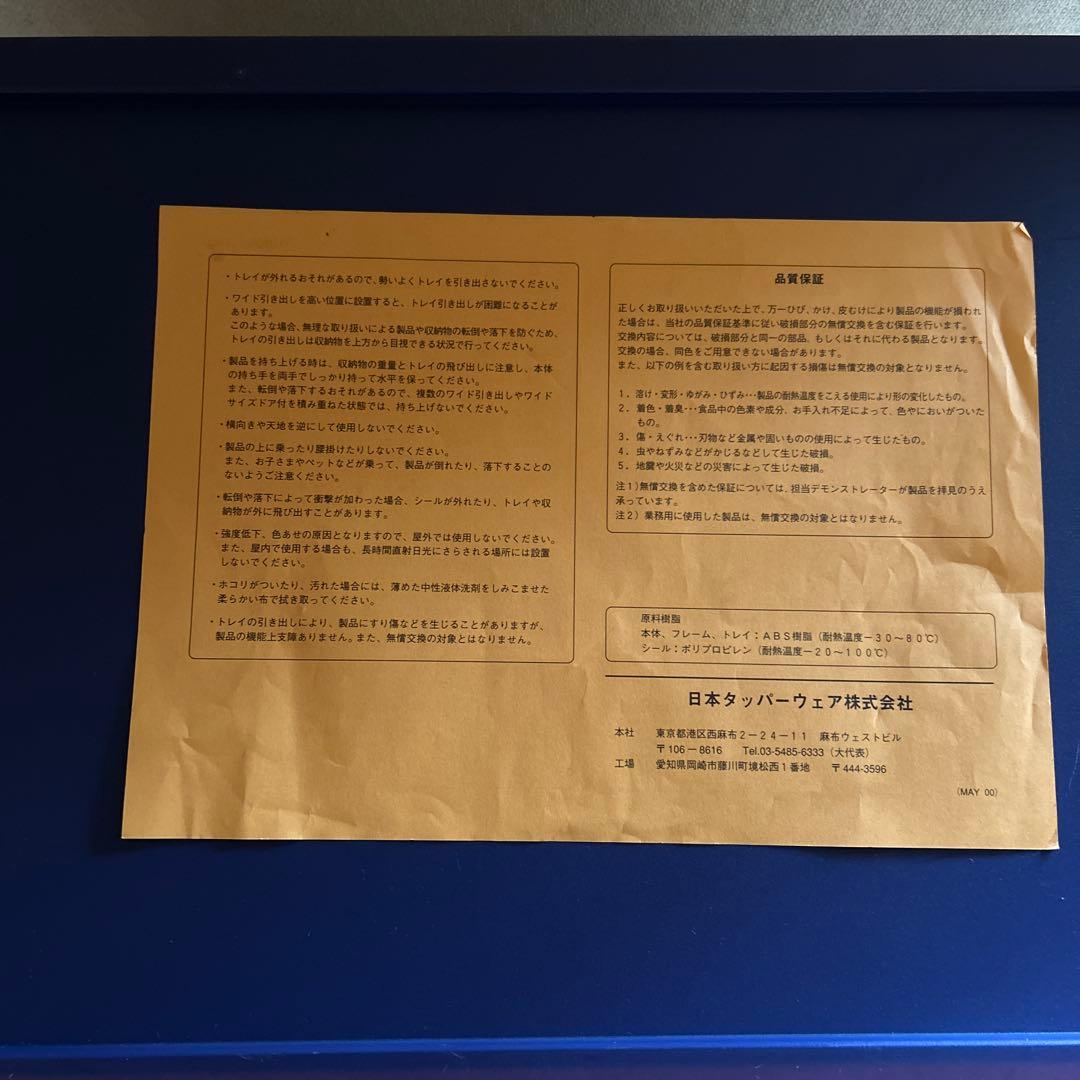 ・トレイが外れるおそれがあるので、勢いよくトレイを引き出さないでください。
・ワイド引き出しを高い位置に設置すると、トレイ引き出しが困難になることが
あります。
このような場合、無理な取り扱いによる製品や収納物の転倒や落下を防ぐため、
トレイの引き出しは収納物を上方から目視できる状況で行ってください。
・製品を持ち上げる時は、収納物の重量とトレイの飛び出しに注意し、本体
の持ち手を両手でしっかり持って水平を保ってください。
また、転倒や落下するおそれがあるので、複数のワイド引き出しやワイド
サイズドア付を積み重ねた状態では、持ち上げないでください。
・横向きや天地を逆にして使用しないでください。
・製品の上に乗ったり腰掛けたりしないでください。
また、お子さまやペットなどが乗って、製品が倒れたり、落下することの
ないようご注意ください。
・転倒や落下によって衝撃が加わった場合、シールが外れたり、トレイや収
納物が外に飛び出すことがあります。
・強度低下、色あせの原因となりますので、屋外では使用しないでください。
また、屋内で使用する場合も、長時間直射日光にさらされる場所には設置
しないでください。
・ホコリがついたり、汚れた場合には、薄めた中性液体洗剤をしみこませた
柔らかい布で拭き取ってください。
・トレイの引き出しにより、製品にすり傷などを生じることがありますが、
製品の機能上支障ありません。また、無償交換の対象とはなりません。
品質保証
正しくお取り扱いいただいた上で、万一ひび、かけ、皮むけにより製品の機能が損われ
た場合は、当社の品質保証基準に従い破損部分の無償交換を含む保証を行います。
交換内容については、破損部分と同一の部品、もしくはそれに代わる製品となります。
交換の場合、同色をご用意できない場合があります。
また、以下の例を含む取り扱い方に起因する損傷は無償交換の対象となりません。
1．溶け・変形・ゆがみ・ひずみ･･･製品の耐熱温度をこえる使用により形の変化したもの。
2．着色・着臭･･･食品中の色素や成分、お手入れ不足によって、色やにおいがついた
もの。
3．傷・えぐれ･･･刃物など金属や固いものの使用によって生じたもの。
4．虫やねずみなどがかじるなどして生じた破損。
5．地震や火災などの災害によって生じた破損。
注1）無償交換を含めた保証については、担当デモンストレーターが製品を拝見のうえ
承っています。
注2）業務用に使用した製品は、無償交換の対象とはなりません。
原料樹脂
本体、フレーム、トレイ：ＡＢＳ樹脂（耐熱温度－30～80℃）
シール：ポリプロピレン（耐熱温度－20～100℃）
日本タッパーウェア株式会社
本社 東京都港区西麻布2－24－11 麻布ウェストビル
〒106－8616 Tel.03-5485-6333（大代表）
工場 愛知県岡崎市藤川町境松西1番地 〒444-3596
(MAY 00)